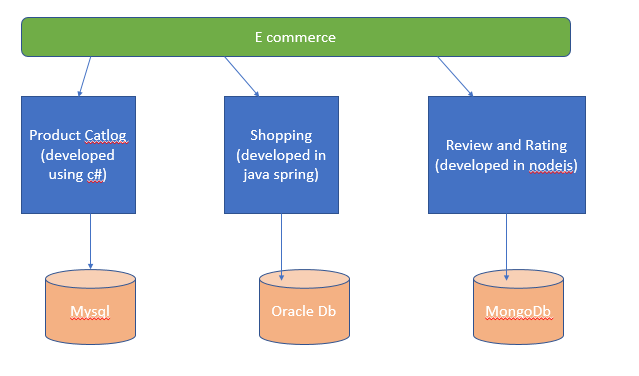 E commerce
Product Catlog
(developed
using c#)
Shopping
(developed in
java spring)
Review and Rating
(developed in nodejs)
Mysql
Oracle Db
MongoDb